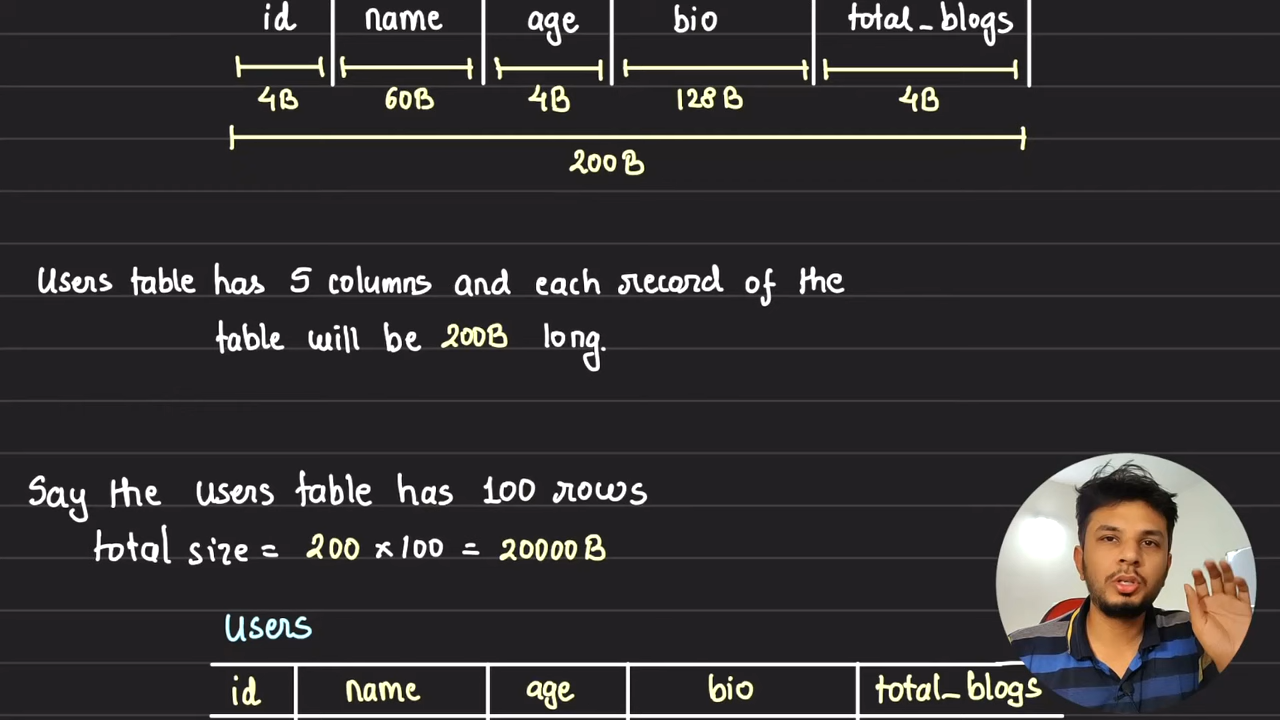 id name age bio total_blogs
4B 60B 4B 128B 4B
200B
Users table has 5 columns and each record of the
table will be 200B long.
Say the users table has 100 rows
total size = 200 x 100 = 20000 B
Users
id name age bio total_blogs